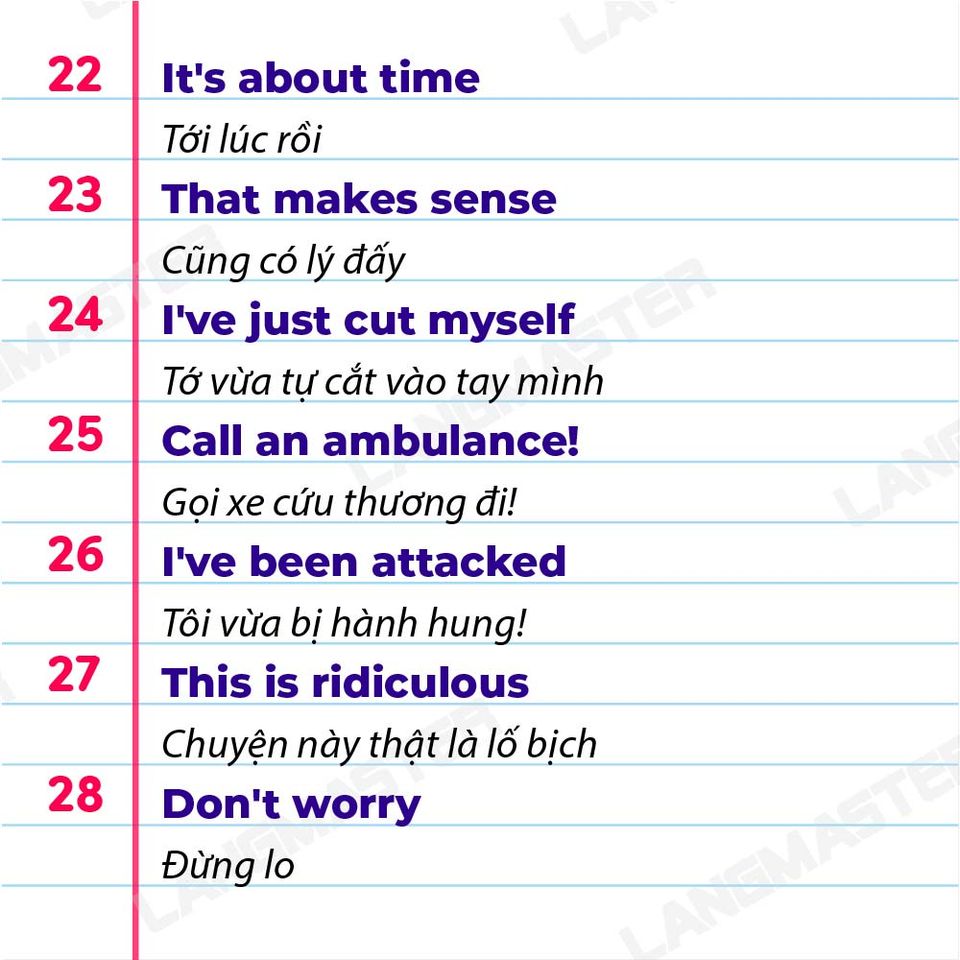 22 It's about time
Tới lúc rồi
23 That makes sense
Cũng có lý đấy
24 I've just cut myself
Tớ vừa tự cắt vào tay mình
25 Call an ambulance!
Gọi xe cứu thương đi!
26 I've been attacked
Tôi vừa bị hành hung!
27 This is ridiculous
Chuyện này thật là lố bịch
28 Don't worry
Đừng lo
LANGMASTER
LANGMASTER
LANGMASTER